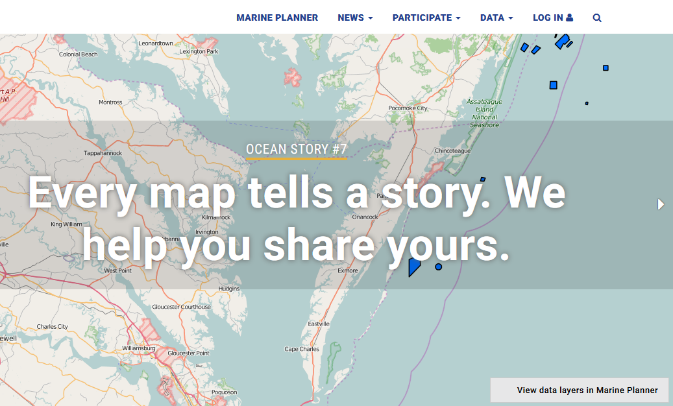 MARINE PLANNER
NEWS
PARTICIPATE
DATA
LOG IN
Leonardtown
Colonial Beach
Lexington Park
Montross
Pocomoke City
Assateague
Island
National
Seashore
OCEAN STORY #7
Tappahannock
Chincoteague
Every map tells a story. We
Kilmarnock
Onancock
King William
Irvington
help you share yours.
West Point
Exmore
Hudgins
Gloucester Courthouse
Charles City
Eastville
Williamsburg
Gloucester Point
Cape Charles
Poquoson
View data layers in Marine Planner